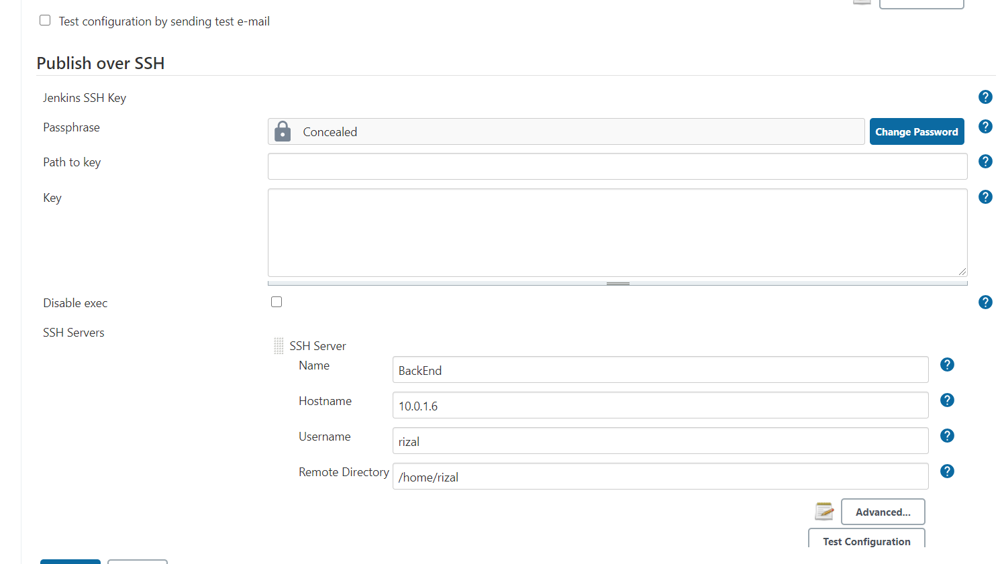 Test configuration by sending test e-mail
Publish over SSH
Jenkins SSH Key
?
Passphrase
Concealed
Change Password
?
Path to key
?
Key
?
Disable exec
?
SSH Servers
SSH Server
Name
BackEnd
?
Hostname
10.0.1.6
?
Username
rizal
?
Remote Directory
/home/rizal
?
Advanced...
Test Configuration